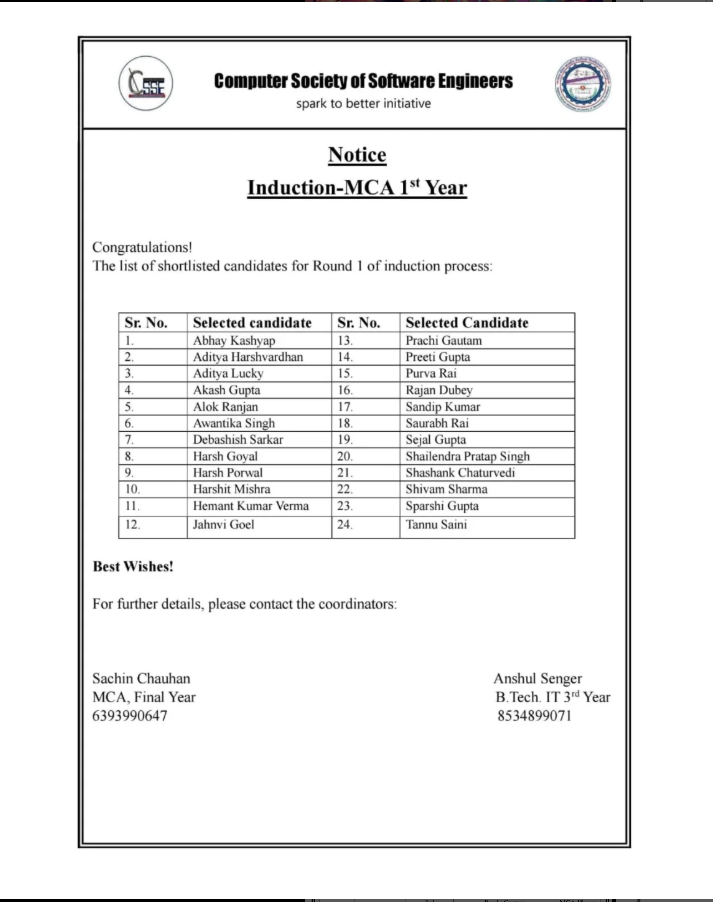 CSSE
Computer Society of Software Engineers
spark to better initiative
Notice
Induction-MCA 1st Year
Congratulations!
The list of shortlisted candidates for Round 1 of induction process:
Sr. No. Selected candidate Sr. No. Selected Candidate
1. Abhay Kashyap 13. Prachi Gautam
2. Aditya Harshvardhan 14. Preeti Gupta
3. Aditya Lucky 15. Purva Rai
4. Akash Gupta 16. Rajan Dubey
5. Alok Ranjan 17. Sandip Kumar
6. Awantika Singh 18. Saurabh Rai
7. Debashish Sarkar 19. Sejal Gupta
8. Harsh Goyal 20. Shailendra Pratap Singh
9. Harsh Porwal 21. Shashank Chaturvedi
10. Harshit Mishra 22. Shivam Sharma
11. Hemant Kumar Verma 23. Sparshi Gupta
12. Jahnvi Goel 24. Tannu Saini
Best Wishes!
For further details, please contact the coordinators:
Sachin Chauhan Anshul Senger
MCA, Final Year B.Tech. IT 3rd Year
6393990647 8534899071